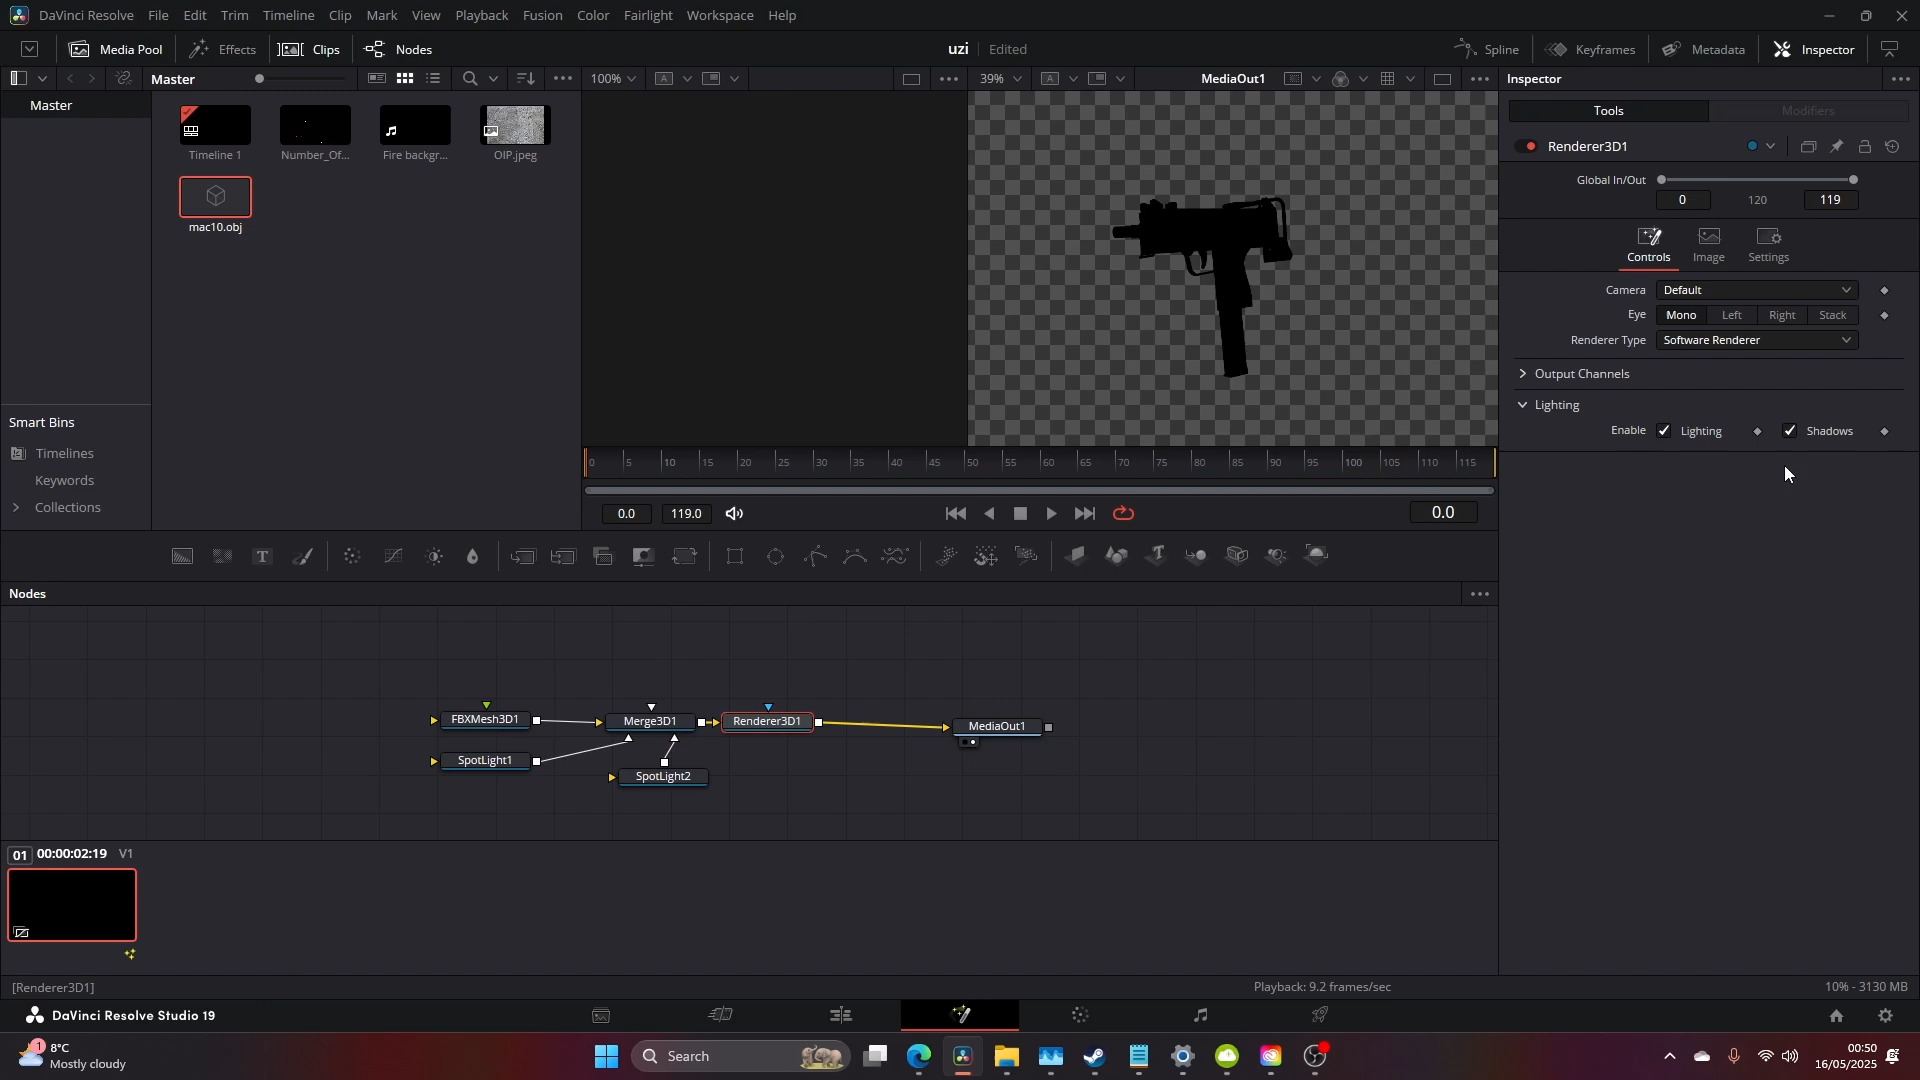 DaVinci Resolve File Edit Trim Timeline Clip Mark View Playback Fusion Color Fairlight Workspace Help
Media Pool Effects Clips Nodes uzi Edited Spline Keyframes Metadata Inspector
Master 100% A 39% A MediaOut1 Inspector
Master
Tools Modifiers
Timeline 1 Number_Of... Fire backgr... OIP.jpeg
mac10.obj
Renderer3D1
Global In/Out
0 120 119
Controls Image Settings
Camera Default
Eye Mono Left Right Stack
Renderer Type Software Renderer
Output Channels
Lighting
Enable Lighting Shadows
Smart Bins
Timelines
Keywords
Collections
0 5 10 15 20 25 30 35 40 45 50 55 60 65 70 75 80 85 90 95 100 105 110 115
0.0 119.0 0.0
T T
Nodes
FBXMesh3D1 Merge3D1 Renderer3D1 MediaOut1
SpotLight1 SpotLight2
01 00:00:02:19 V1
[Renderer3D1] Playback: 9.2 frames/sec 10% - 3130 MB
DaVinci Resolve Studio 19
1 8°C
Mostly cloudy
Search
00:50
16/05/2025